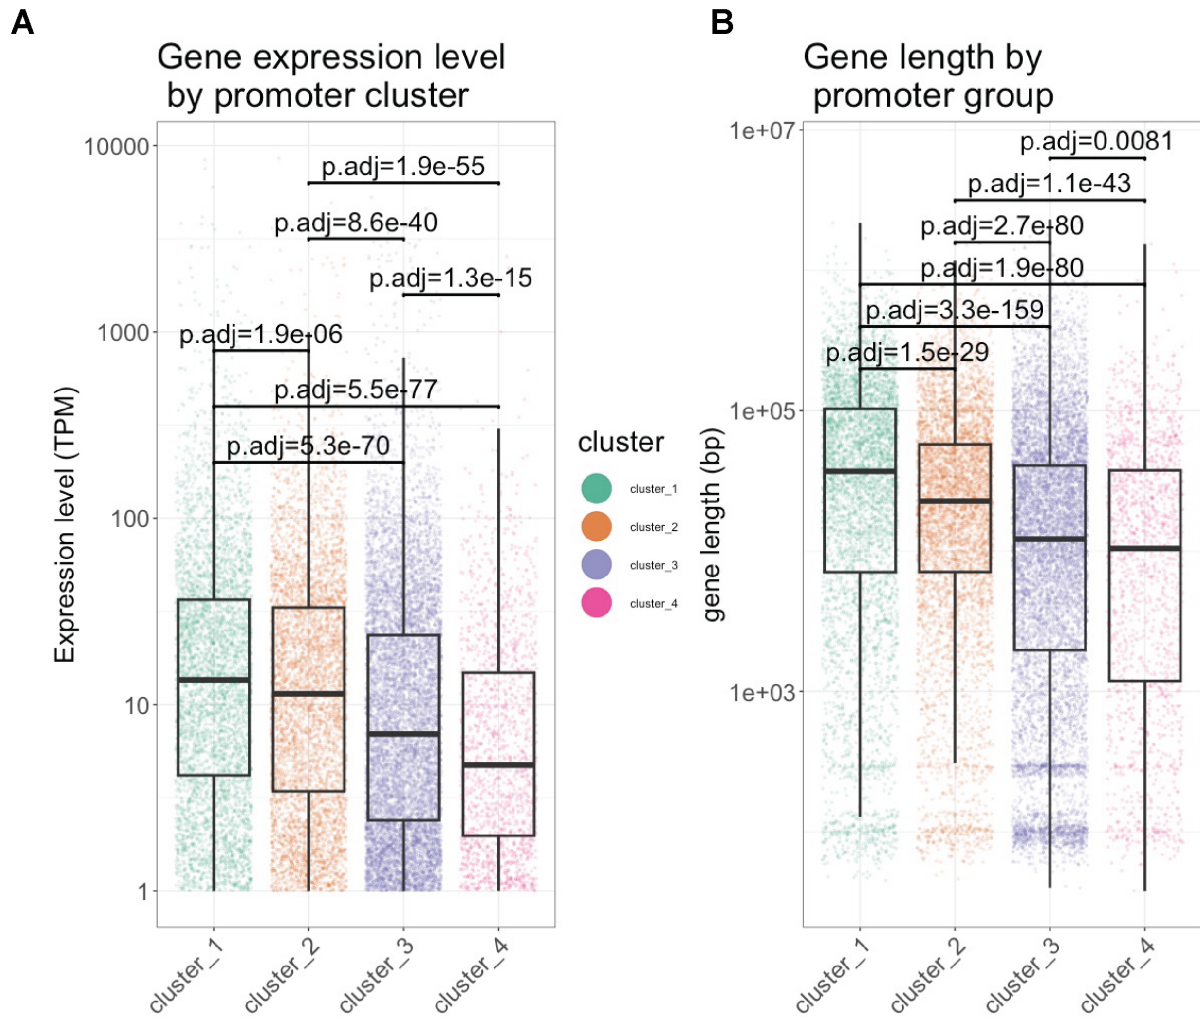 A
Gene expression level
by promoter cluster
10000
1000
100
10
1
Expression level (TPM)
p.adj=1.9e-55
p.adj=8.6e-40
p.adj=1.3e-15
p.adj=1.9e-06
p.adj=5.5e-77
p.adj=5.3e-70
cluster_1
cluster_2
cluster_3
cluster_4
cluster
cluster_1
cluster_2
cluster_3
cluster_4
B
Gene length by
promoter group
1e+07
1e+05
1e+03
gene length (bp)
p.adj=0.0081
p.adj=1.1e-43
p.adj=2.7e-80
p.adj=1.9e-80
p.adj=3.3e-159
p.adj=1.5e-29
cluster_1
cluster_2
cluster_3
cluster_4